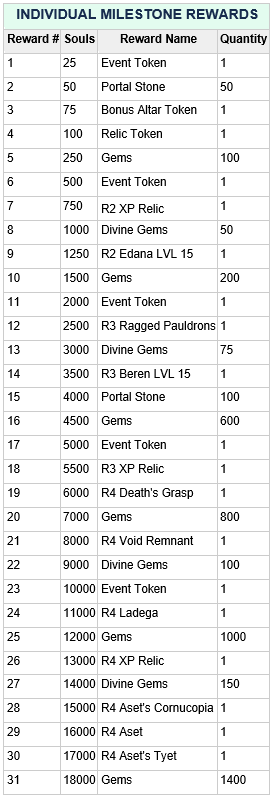 INDIVIDUAL MILESTONE REWARDS
Reward # Souls Reward Name Quantity
1 25 Event Token 1
2 50 Portal Stone 50
3 75 Bonus Altar Token 1
4 100 Relic Token 1
5 250 Gems 100
6 500 Event Token 1
7 750 R2 XP Relic 1
8 1000 Divine Gems 50
9 1250 R2 Edana LVL 15 1
10 1500 Gems 200
11 2000 Event Token 1
12 2500 R3 Ragged Pauldrons 1
13 3000 Divine Gems 75
14 3500 R3 Beren LVL 15 1
15 4000 Portal Stone 100
16 4500 Gems 600
17 5000 Event Token 1
18 5500 R3 XP Relic 1
19 6000 R4 Death's Grasp 1
20 7000 Gems 800
21 8000 R4 Void Remnant 1
22 9000 Divine Gems 100
23 10000 Event Token 1
24 11000 R4 Ladega 1
25 12000 Gems 1000
26 13000 R4 XP Relic 1
27 14000 Divine Gems 150
28 15000 R4 Aset's Cornucopia 1
29 16000 R4 Aset 1
30 17000 R4 Aset's Tyet 1
31 18000 Gems 1400